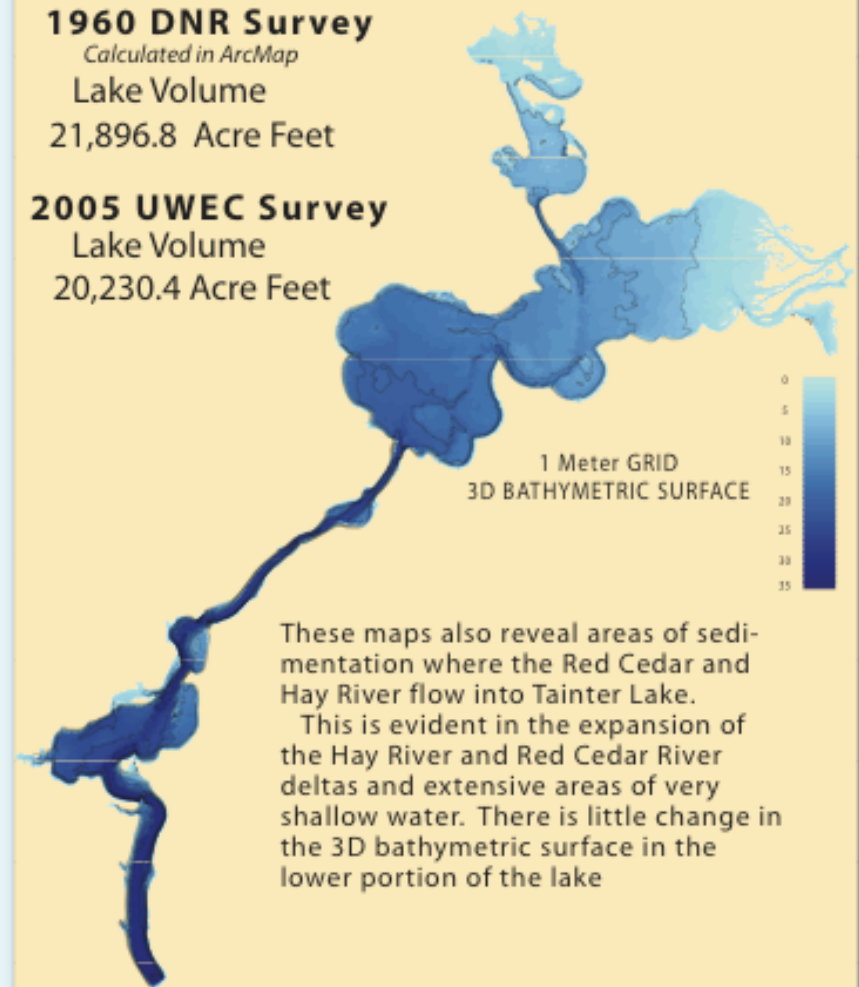 1960 DNR Survey
Calculated in ArcMap
Lake Volume
21,896.8 Acre Feet
2005 UWEC Survey
Lake Volume
20,230.4 Acre Feet
0
5
10
15
20
25
30
35
1 Meter GRID
3D BATHYMETRIC SURFACE
These maps also reveal areas of sedi-
mentation where the Red Cedar and
Hay River flow into Tainter Lake.
This is evident in the expansion of
the Hay River and Red Cedar River
deltas and extensive areas of very
shallow water. There is little change in
the 3D bathymetric surface in the
lower portion of the lake